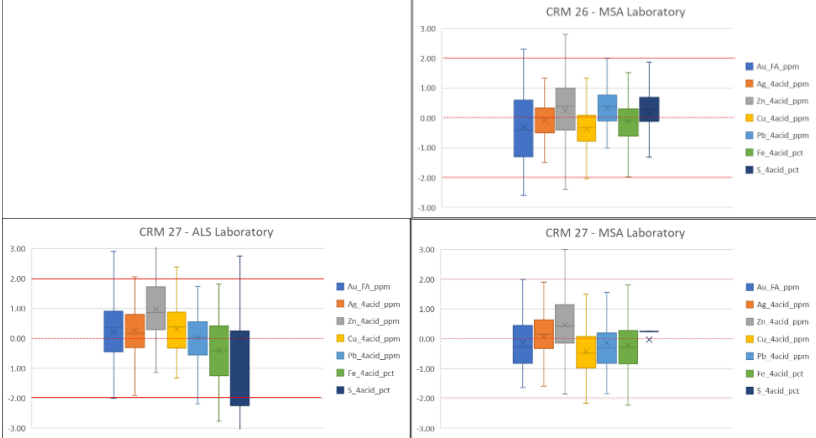 CRM 26 - MSA Laboratory
3.00
2.00
1.00
0.00
-1.00
-2.00
-3.00
Au_FA_ppm
Ag_4acid_ppm
Zn_4acid_ppm
Cu_4acid_ppm
Pb_4acid_ppm
Fe_4acid_pct
S_4acid_pct
CRM 27 - ALS Laboratory
3.00
2.00
1.00
0.00
-1.00
-2.00
-3.00
Au_FA_ppm
Ag_4acid_ppm
Zn_4acid_ppm
Cu_4acid_ppm
Pb_4acid_ppm
Fe_4acid_pct
S_4acid_pct
CRM 27 - MSA Laboratory
3.00
2.00
1.00
0.00
-1.00
-2.00
-3.00
Au_FA_ppm
Ag_4acid_ppm
Zn_4acid_ppm
Cu_4acid_ppm
Pb_4acid_ppm
Fe_4acid_pct
S_4acid_pct